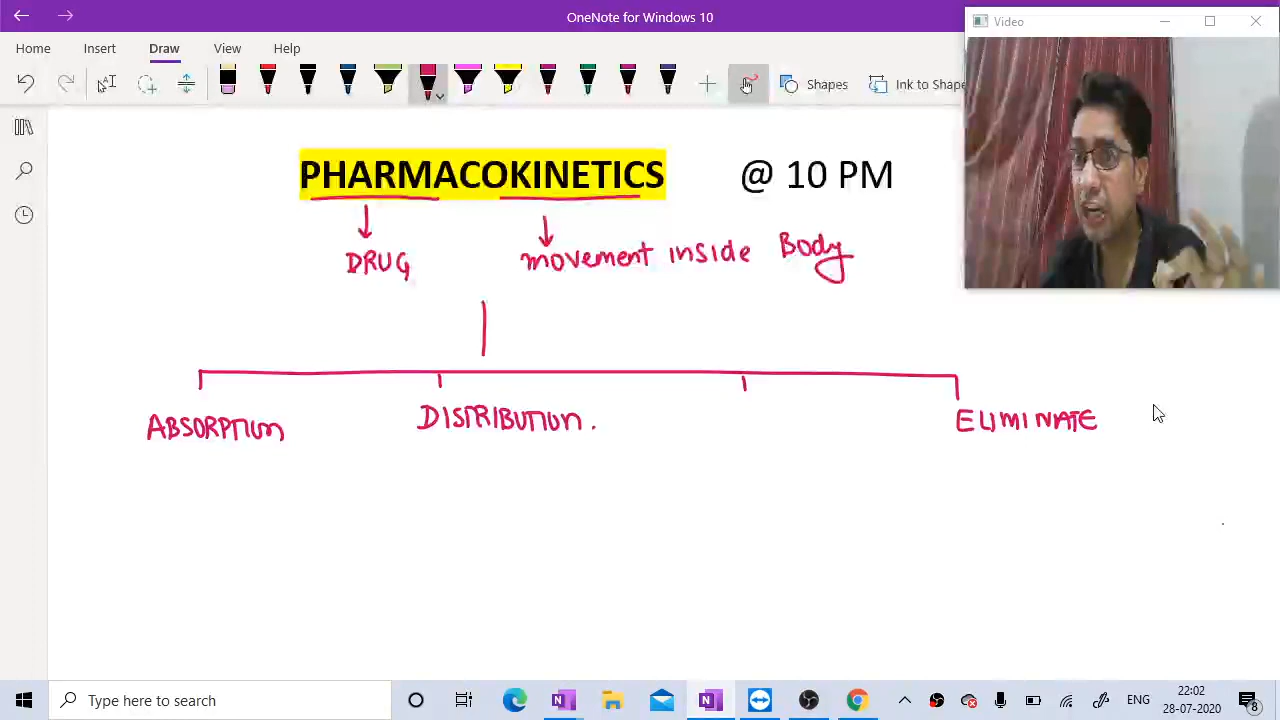 OneNote for Windows 10
Video
Home Insert Draw View Help
Shapes Ink to Shape
PHARMACOKINETICS @ 10 PM
DRUG movement inside Body
ABSORPTION DISTRIBUTION. ELIMINATE
Type here to search
ENG
22:02
28-07-2020
8